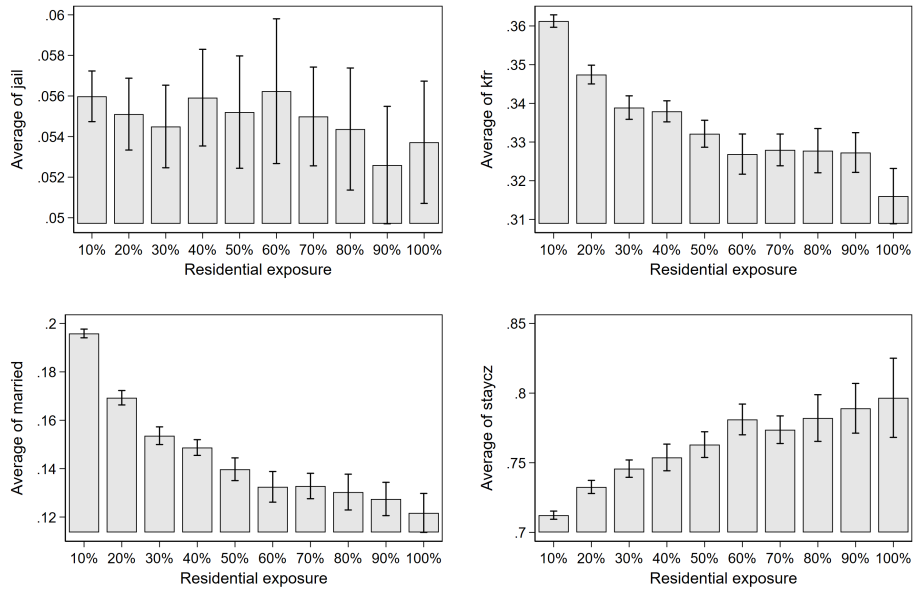 Average of jail
.06
.058
.056
.054
.052
.05
10% 20% 30% 40% 50% 60% 70% 80% 90% 100%
Residential exposure
Average of kfr
.36
.35
.34
.33
.32
.31
10% 20% 30% 40% 50% 60% 70% 80% 90% 100%
Residential exposure
Average of married
.2
.18
.16
.14
.12
10% 20% 30% 40% 50% 60% 70% 80% 90% 100%
Residential exposure
Average of staycz
.85
.8
.75
.7
10% 20% 30% 40% 50% 60% 70% 80% 90% 100%
Residential exposure